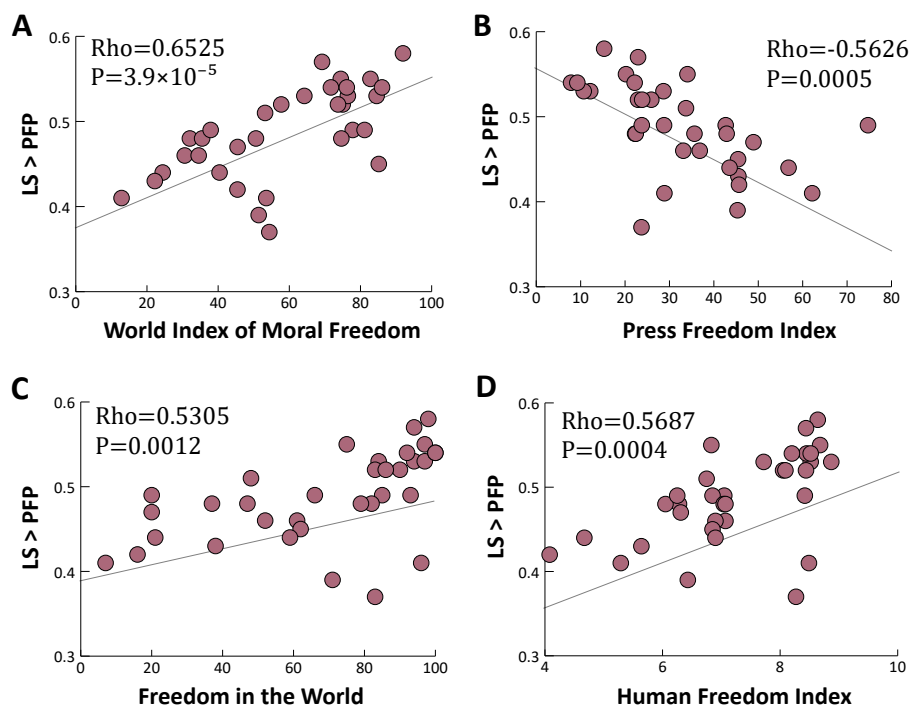 A
Rho=0.6525
P=3.9×10⁻⁵
LS > PFP
0.6
0.5
0.4
0.3
0 20 40 60 80 100
World Index of Moral Freedom
B
Rho=-0.5626
P=0.0005
LS > PFP
0.6
0.5
0.4
0.3
0 10 20 30 40 50 60 70 80
Press Freedom Index
C
Rho=0.5305
P=0.0012
LS > PFP
0.6
0.5
0.4
0.3
0 20 40 60 80 100
Freedom in the World
D
Rho=0.5687
P=0.0004
LS > PFP
0.6
0.5
0.4
0.3
4 6 8 10
Human Freedom Index